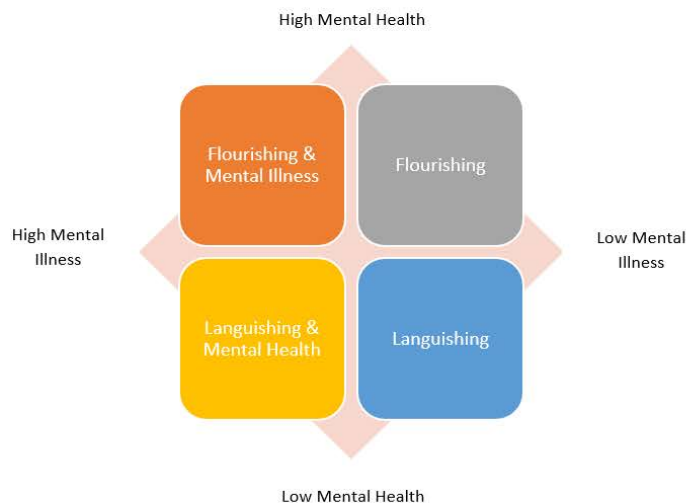 High Mental Health
Flourishing &
Mental Illness
Flourishing
High Mental
Illness
Low Mental
Illness
Languishing &
Mental Health
Languishing
Low Mental Health